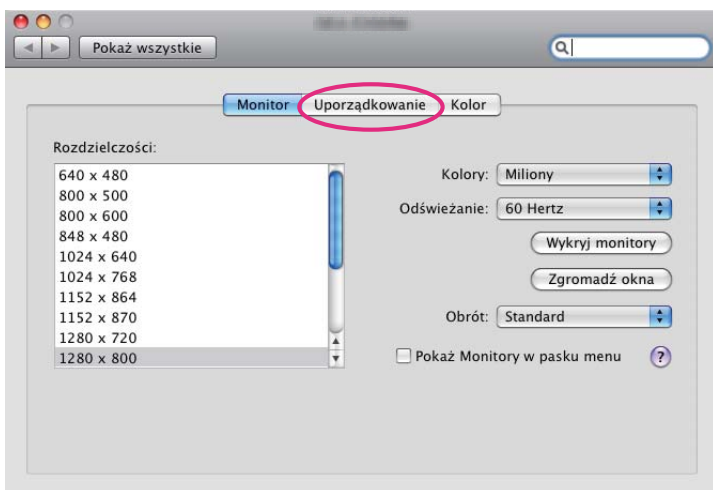 Pokaż wszystkie
Monitor Uporządkowanie Kolor
Rozdzielczości:
640 x 480
800 x 500
800 x 600
848 x 480
1024 x 640
1024 x 768
1152 x 864
1152 x 870
1280 x 720
1280 x 800
Kolory: Miliony
Odświeżanie: 60 Hertz
Wykryj monitory
Zgromadź okna
Obrót: Standard
Pokaż Monitory w pasku menu ?